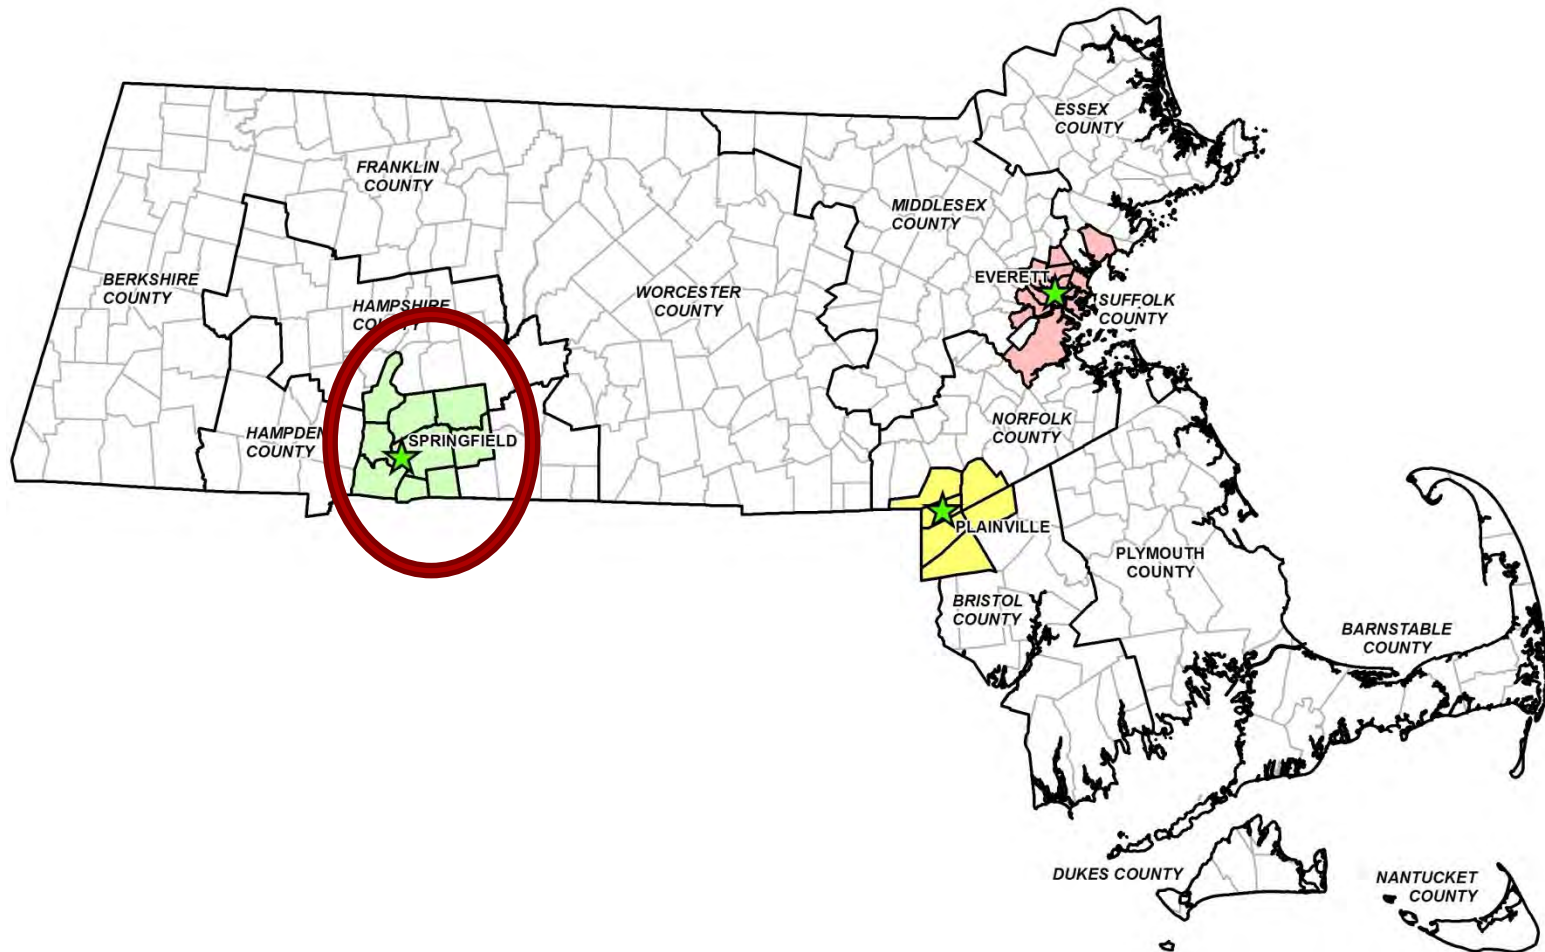 ESSEX
COUNTY
FRANKLIN
COUNTY
MIDDLESEX
COUNTY
BERKSHIRE
COUNTY
EVERETT
WORCESTER
COUNTY
HAMPSHIRE
COUNTY
SUFFOLK
COUNTY
HAMPDEN
COUNTY
SPRINGFIELD
NORFOLK
COUNTY
PLAINVILLE
PLYMOUTH
COUNTY
BRISTOL
COUNTY
BARNSTABLE
COUNTY
DUKES COUNTY
NANTUCKET
COUNTY